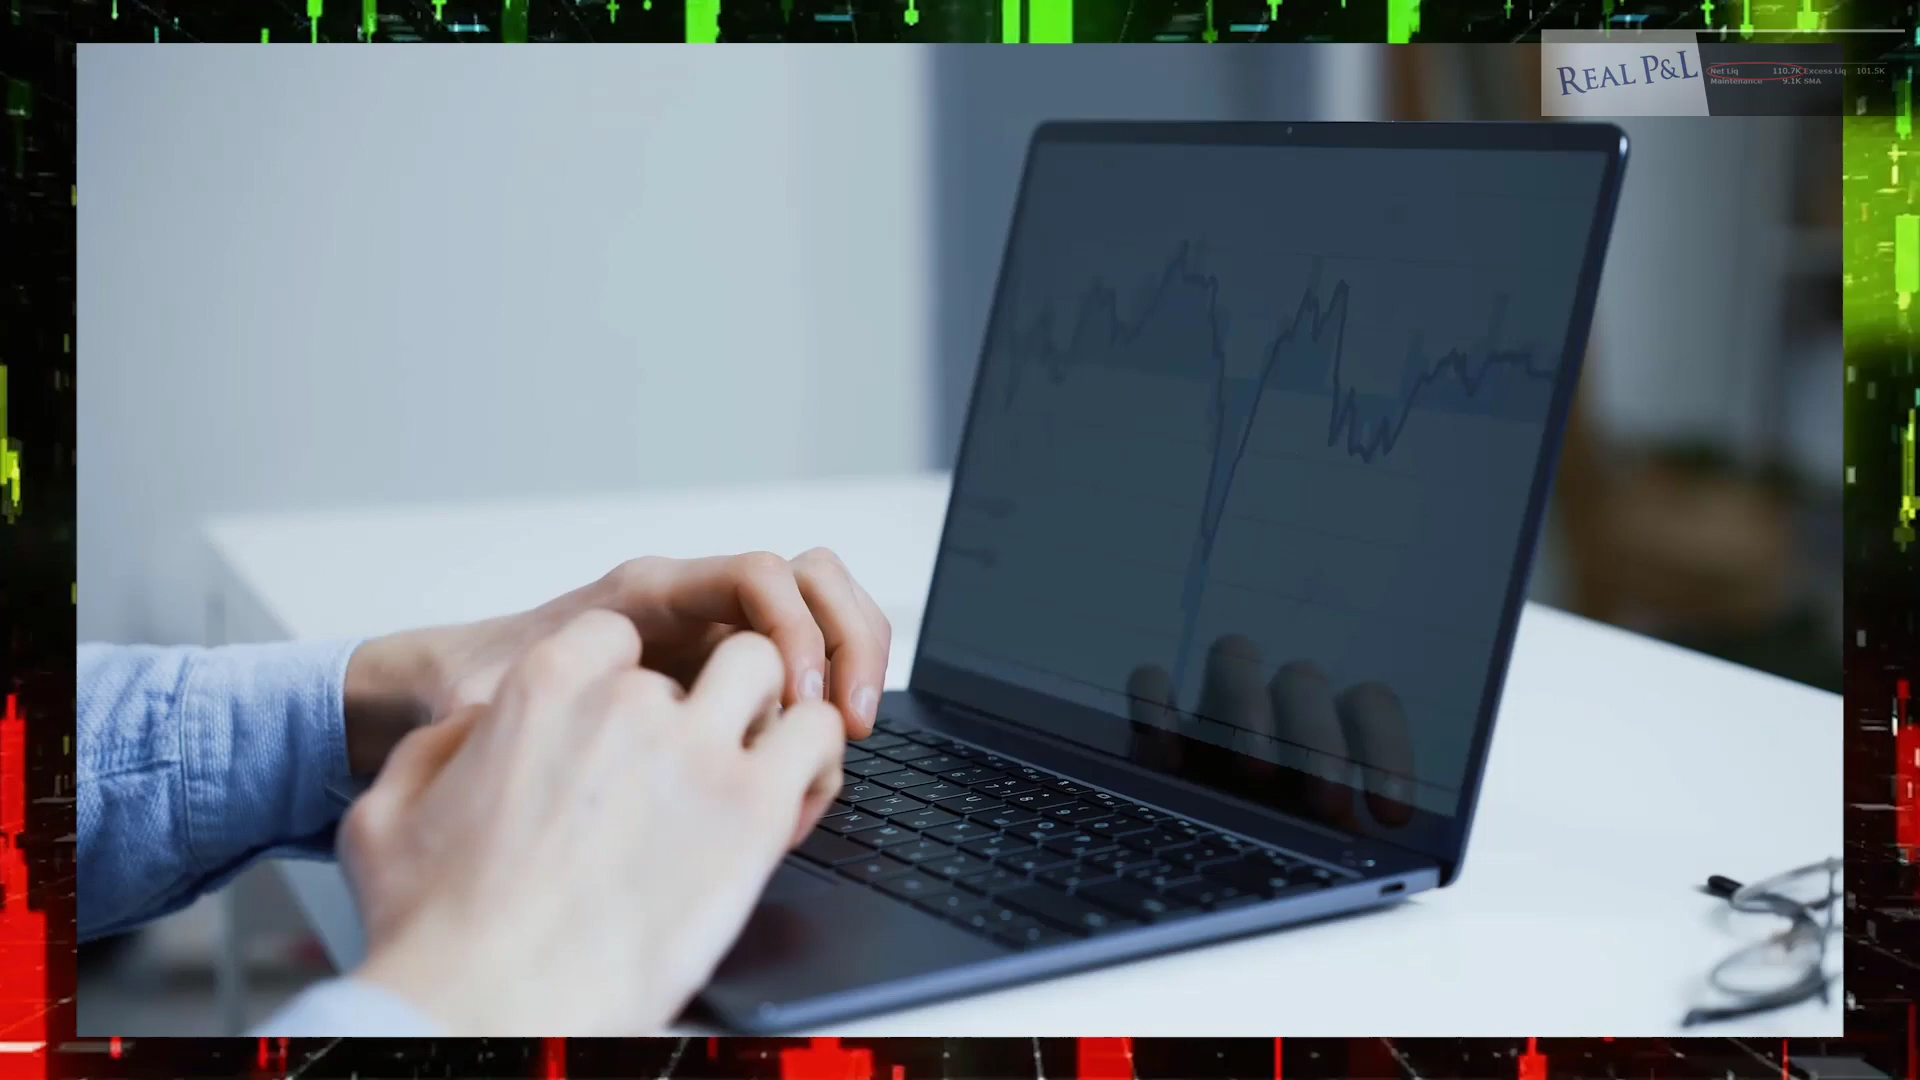 REAL P&L
Net Liq 110.7K Excess Liq 101.5K
Maintenance 9.1K SMA